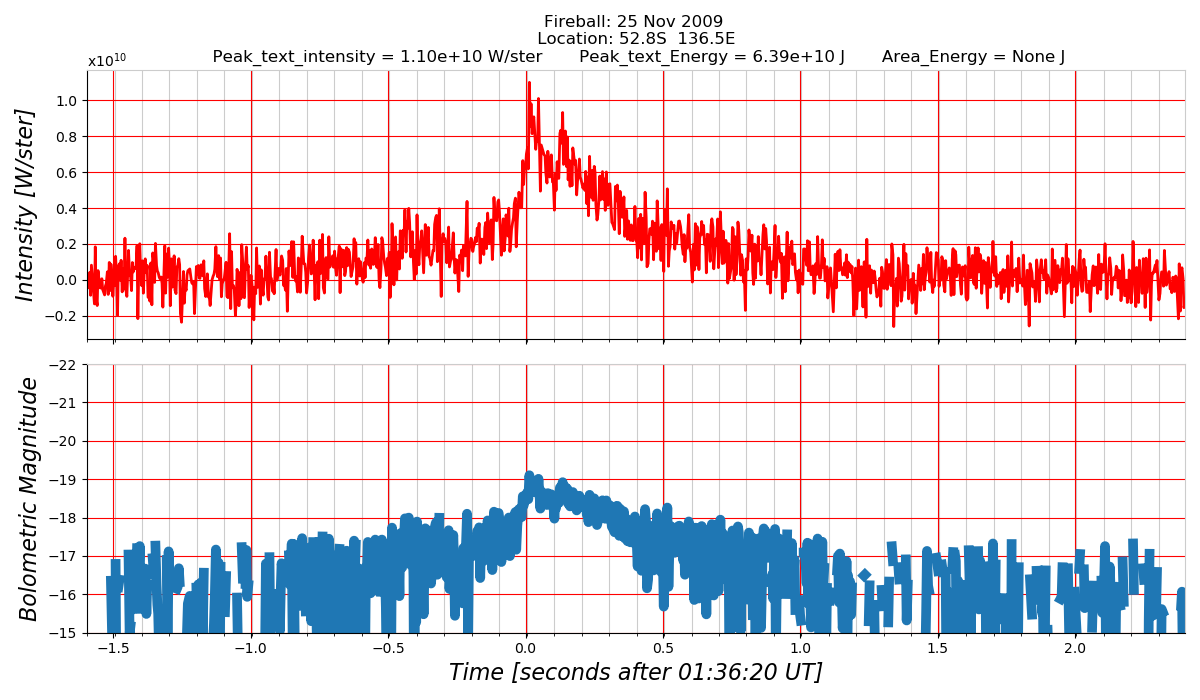 Fireball: 25 Nov 2009
Location: 52.8S  136.5E
Peak_text_intensity = 1.10e+10 W/ster       Peak_text_Energy = 6.39e+10 J       Area_Energy = None J
x10¹⁰
Intensity [W/ster]
1.0
0.8
0.6
0.4
0.2
0.0
−0.2
Bolometric Magnitude
−22
−21
−20
−19
−18
−17
−16
−15
−1.5 −1.0 −0.5 0.0 0.5 1.0 1.5 2.0
Time [seconds after 01:36:20 UT]